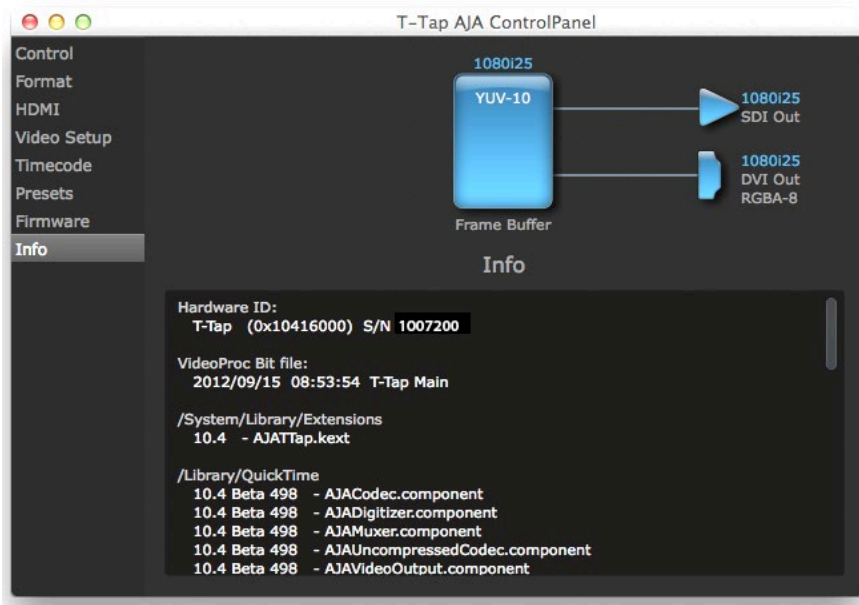 T-Tap AJA ControlPanel
Control
Format
HDMI
Video Setup
Timecode
Presets
Firmware
Info
1080i25
YUV-10
Frame Buffer
1080i25
SDI Out
1080i25
DVI Out
RGBA-8
Info
Hardware ID:
T-Tap (0x10416000) S/N 1007200
VideoProc Bit file:
2012/09/15 08:53:54 T-Tap Main
/System/Library/Extensions
10.4 - AJATTap.kext
/Library/QuickTime
10.4 Beta 498 - AJACodec.component
10.4 Beta 498 - AJADigitizer.component
10.4 Beta 498 - AJAMuxer.component
10.4 Beta 498 - AJAUncompressedCodec.component
10.4 Beta 498 - AJAVideoOutput.component